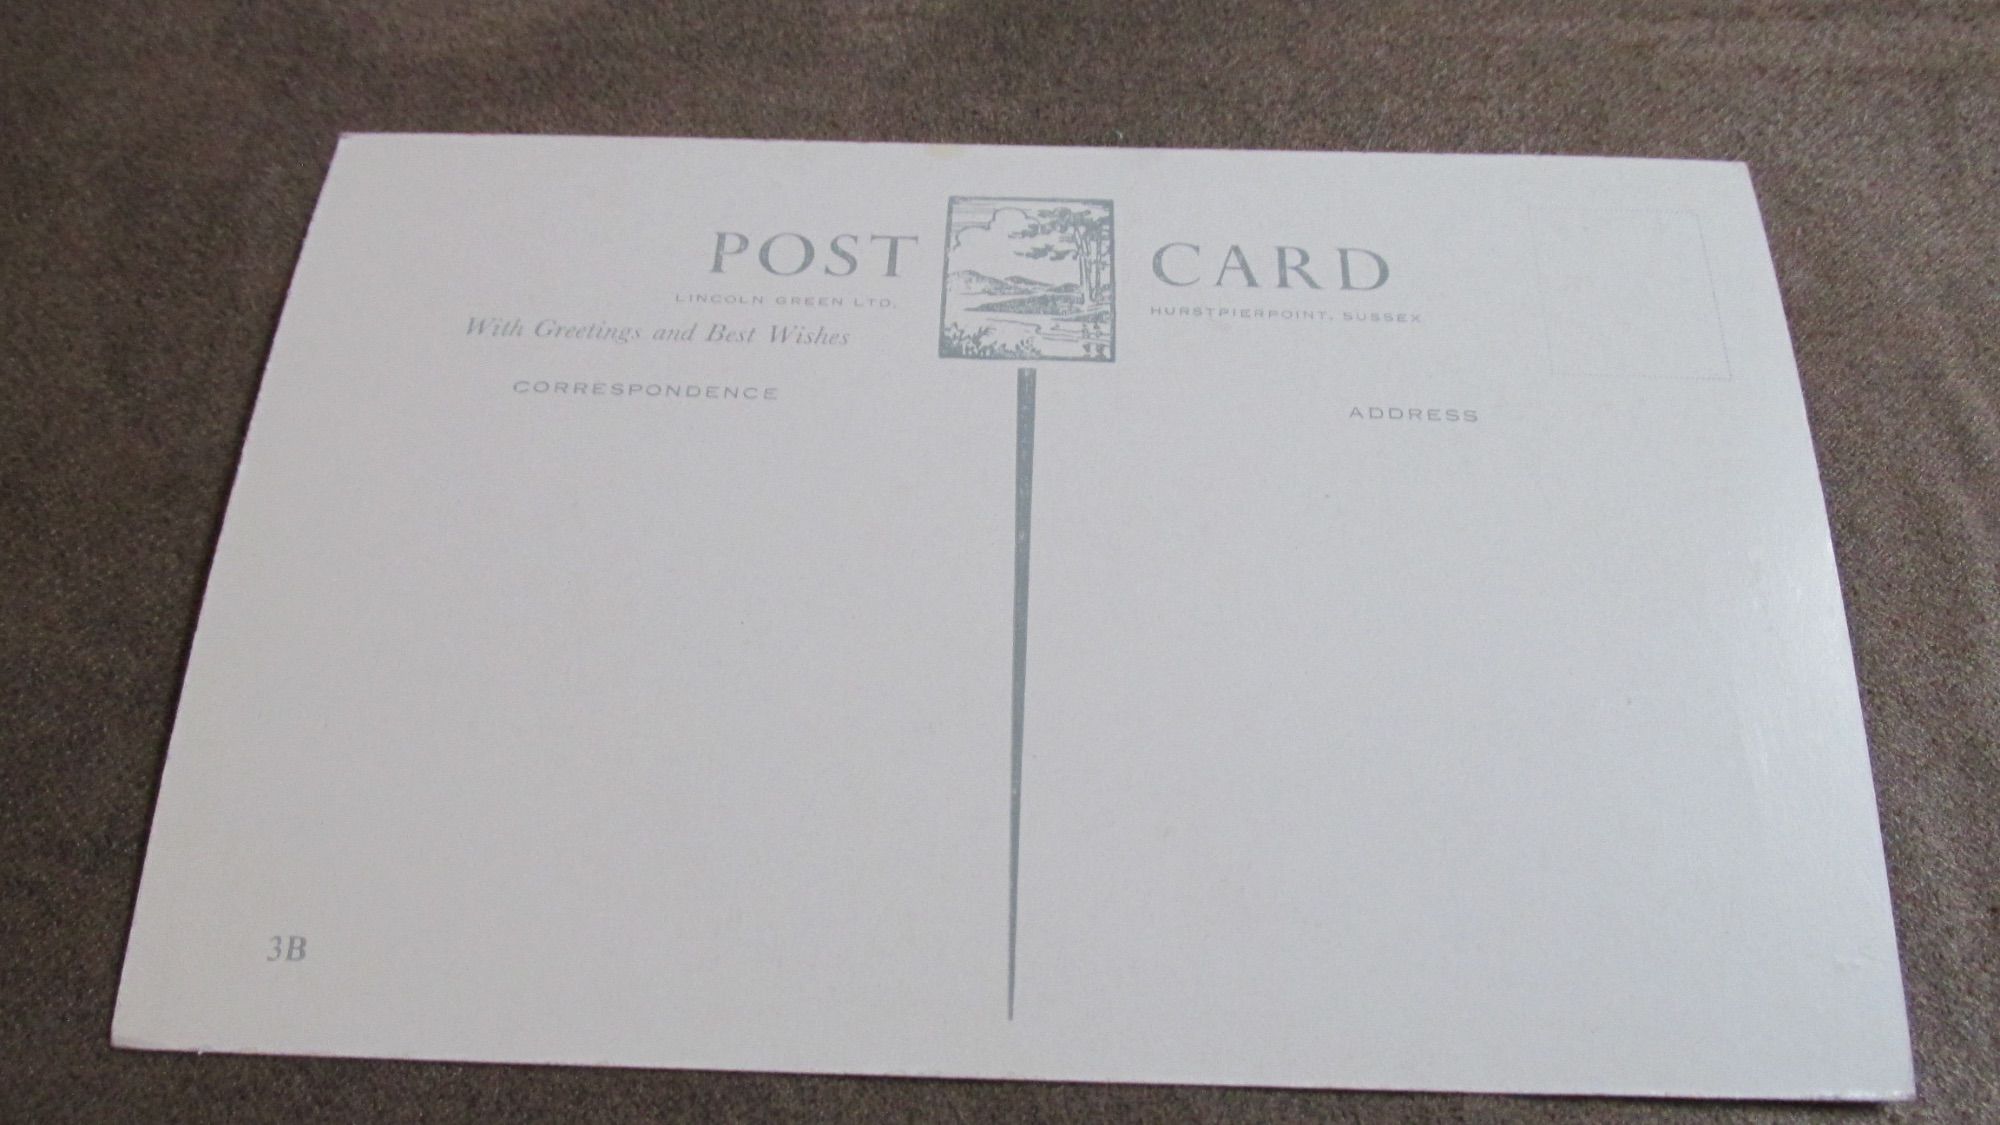 POST CARD
LINCOLN GREEN LTD. HURSTPIERPOINT, SUSSEX
With Greetings and Best Wishes
CORRESPONDENCE
ADDRESS
3B